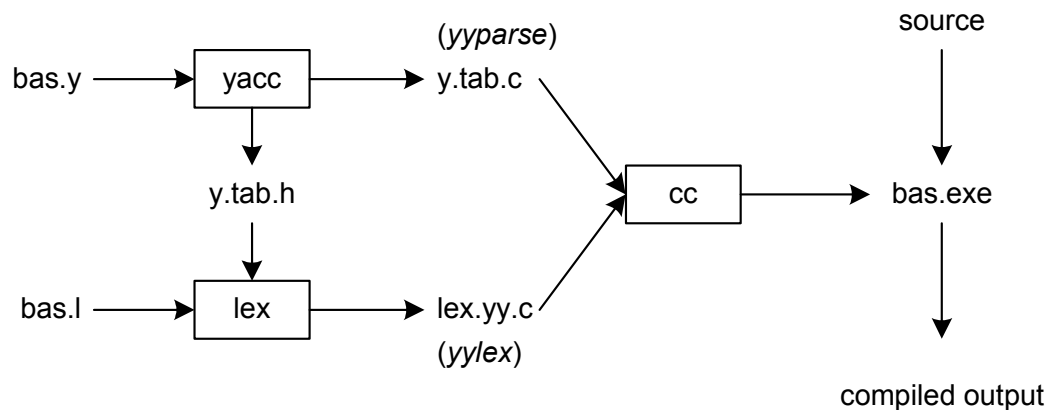 source
(yyparse)
bas.y
yacc
y.tab.c
y.tab.h
cc
bas.exe
bas.l
lex
lex.yy.c
(yylex)
compiled output